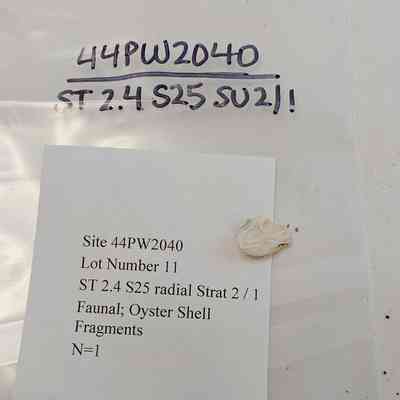 44PW2040
ST 2.4 S25 SU2/1
Site 44PW2040
Lot Number 11
ST 2.4 S25 radial Strat 2 / 1
Faunal; Oyster Shell
Fragments
N=1